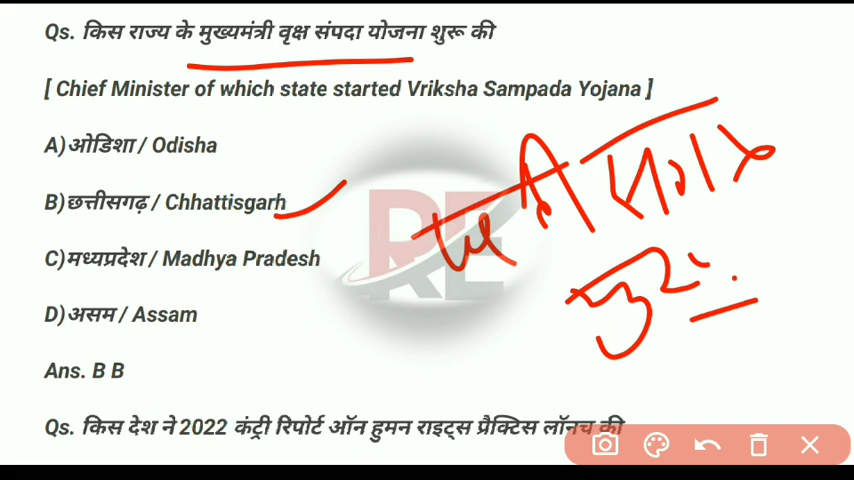 Qs. किस राज्य के मुख्यमंत्री वृक्ष संपदा योजना शुरू की
[ Chief Minister of which state started Vriksha Sampada Yojana ]
A)ओडिशा / Odisha
B)छत्तीसगढ़ / Chhattisgarh
C)मध्यप्रदेश / Madhya Pradesh
D)असम / Assam
Ans. B B
Qs. किस देश ने 2022 कंट्री रिपोर्ट ऑन हुमन राइट्स प्रैक्टिस लॉनच की